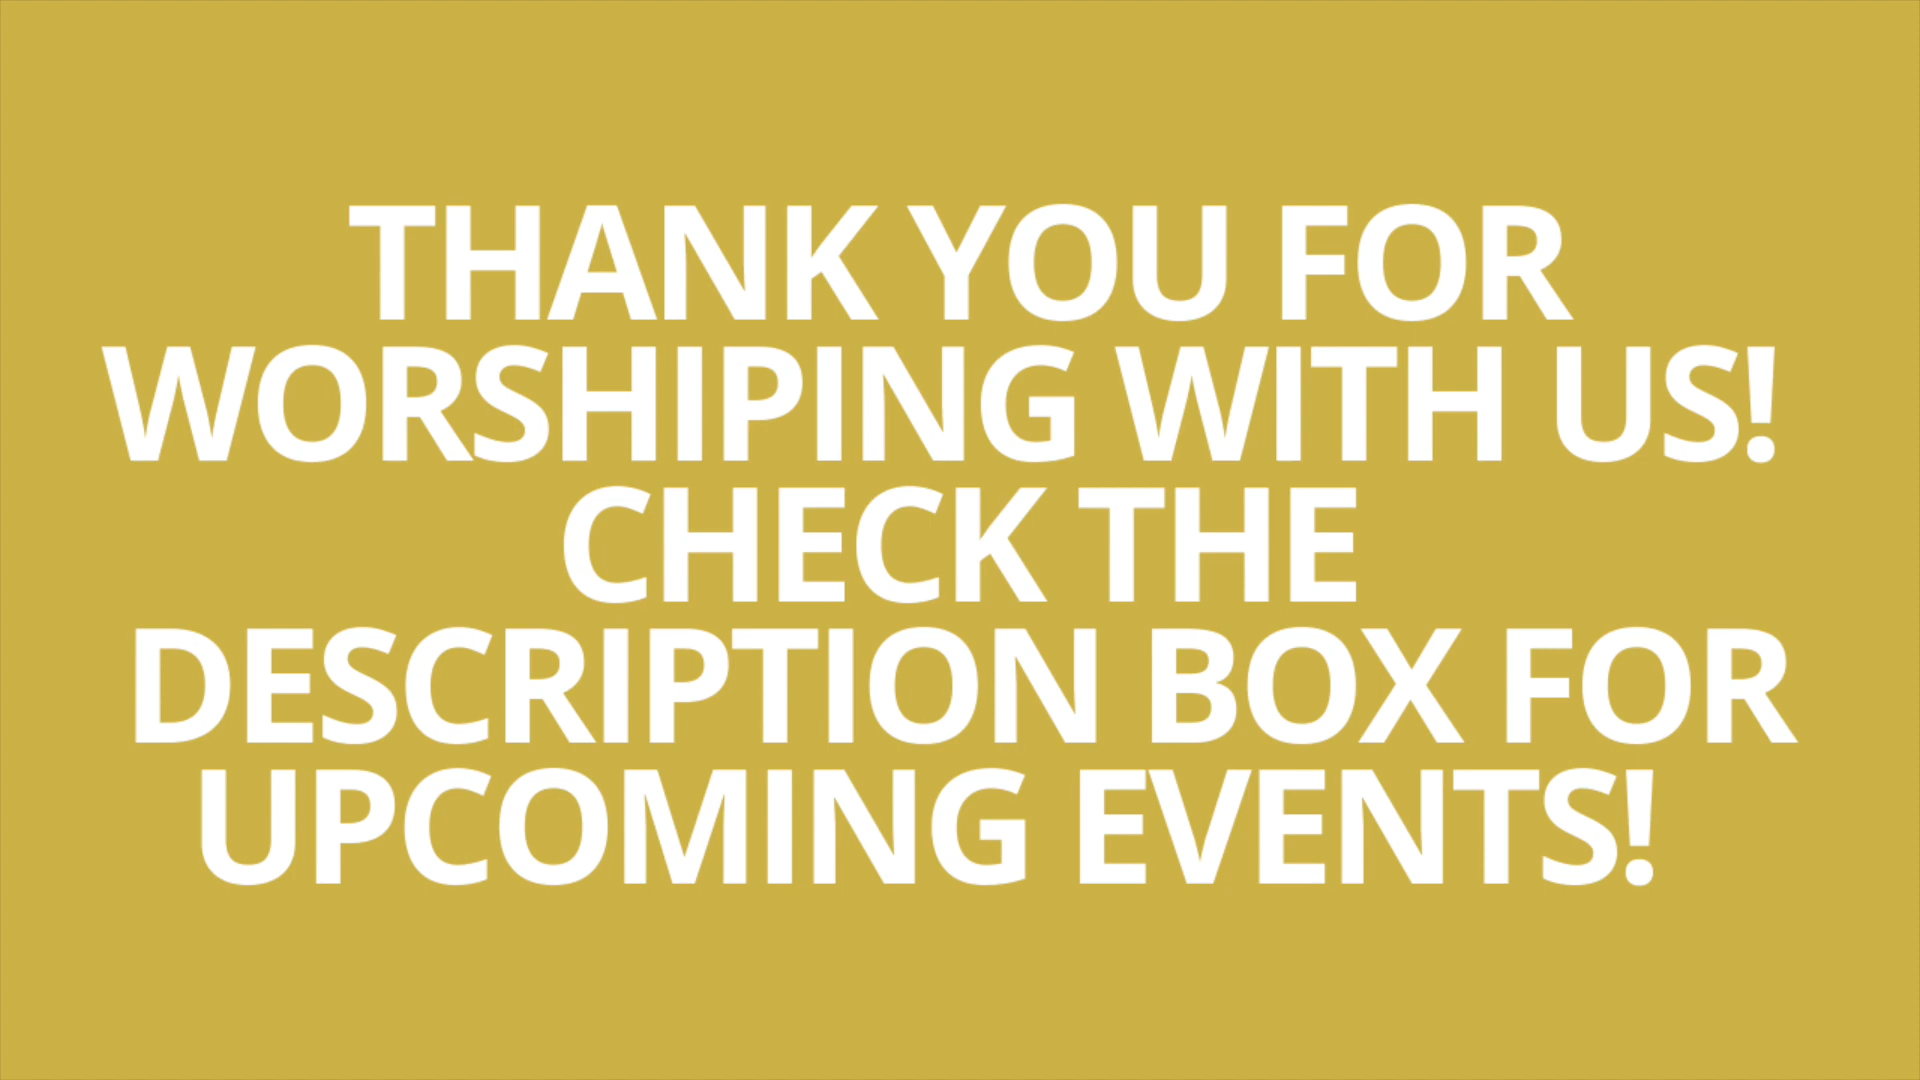 THANK YOU FOR
WORSHIPING WITH US!
CHECK THE
DESCRIPTION BOX FOR
UPCOMING EVENTS!